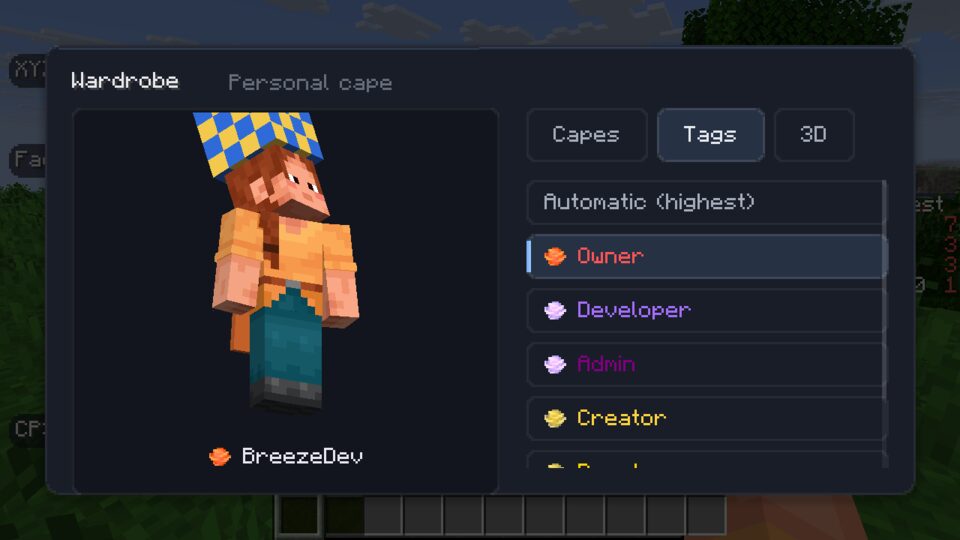 Wardrobe Personal cape
Capes Tags 3D
Automatic (highest)
Owner
Developer
Admin
Creator
BreezeDev